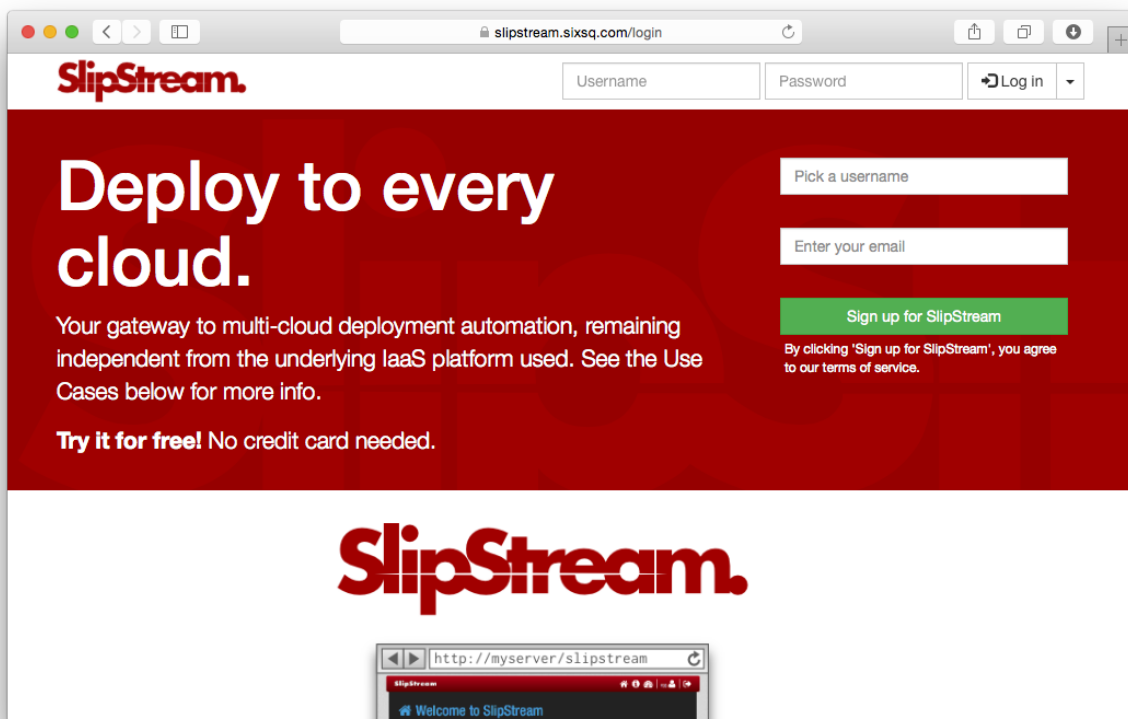 slipstream.sixsq.com/login
SlipStream.
Username
Password
Log in
Deploy to every
cloud.
Your gateway to multi-cloud deployment automation, remaining
independent from the underlying IaaS platform used. See the Use
Cases below for more info.
Try it for free! No credit card needed.
Pick a username
Enter your email
Sign up for SlipStream
By clicking 'Sign up for SlipStream', you agree
to our terms of service.
SlipStream.
http://myserver/slipstream
SlipStream
Welcome to SlipStream